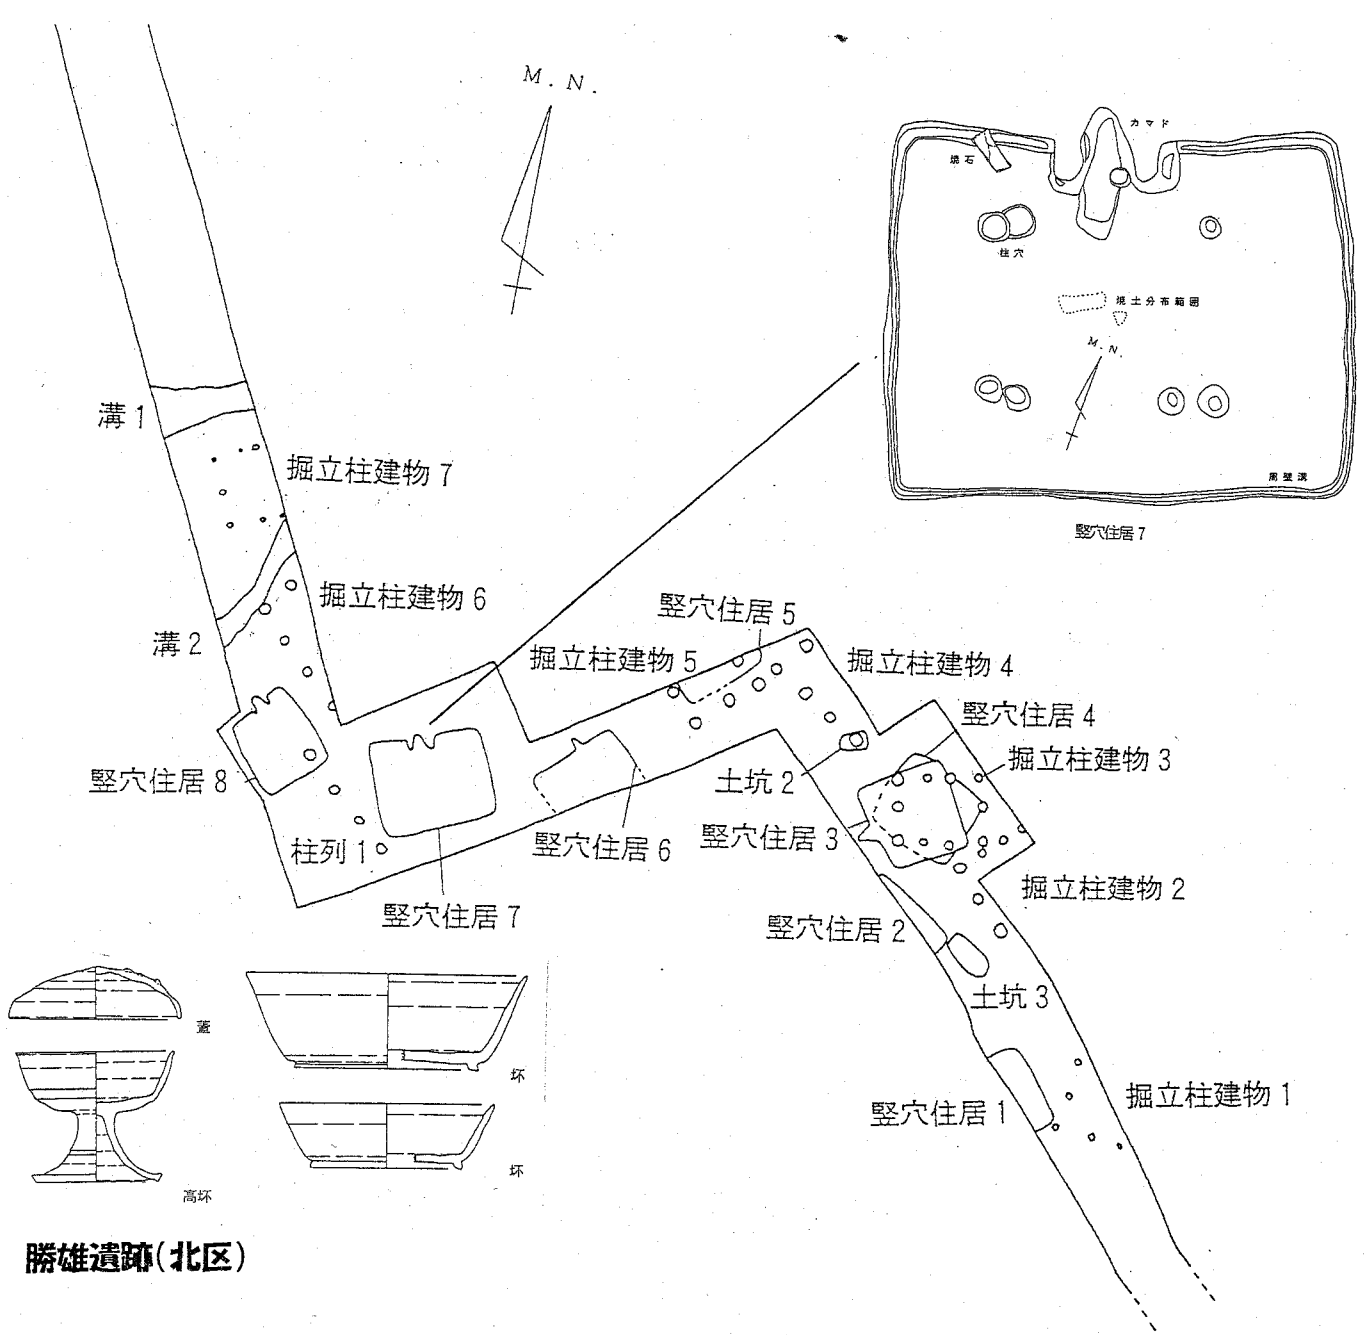 M.N.
カマド
焼石
柱穴
焼土分布範囲
M.N.
周壁溝
竪穴住居7
溝1
掘立柱建物7
掘立柱建物6
溝2
竪穴住居5
掘立柱建物5
掘立柱建物4
竪穴住居4
掘立柱建物3
土坑2
竪穴住居8
竪穴住居3
竪穴住居6
柱列1
掘立柱建物2
竪穴住居7
竪穴住居2
土坑3
蓋
坏
掘立柱建物1
竪穴住居1
坏
高坏
勝雄遺跡(北区)